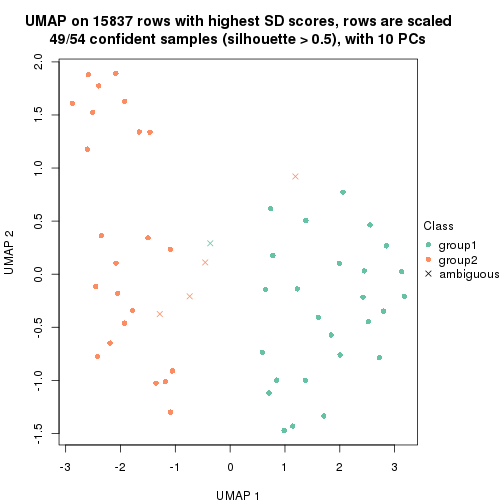 UMAP on 15837 rows with highest SD scores, rows are scaled
49/54 confident samples (silhouette > 0.5), with 10 PCs
2.0
1.5
1.0
0.5
0.0
-0.5
-1.0
-1.5
UMAP 2
Class
group1
group2
ambiguous
-3 -2 -1 0 1 2 3
UMAP 1